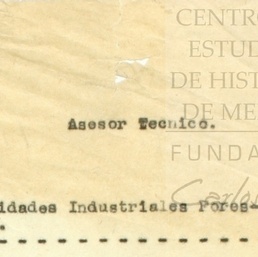 CENTRO
ESTUD
DE HIST
DE ME
FUNDA
Carlos
Asesor Tecnico.
idades Industriales Fores-